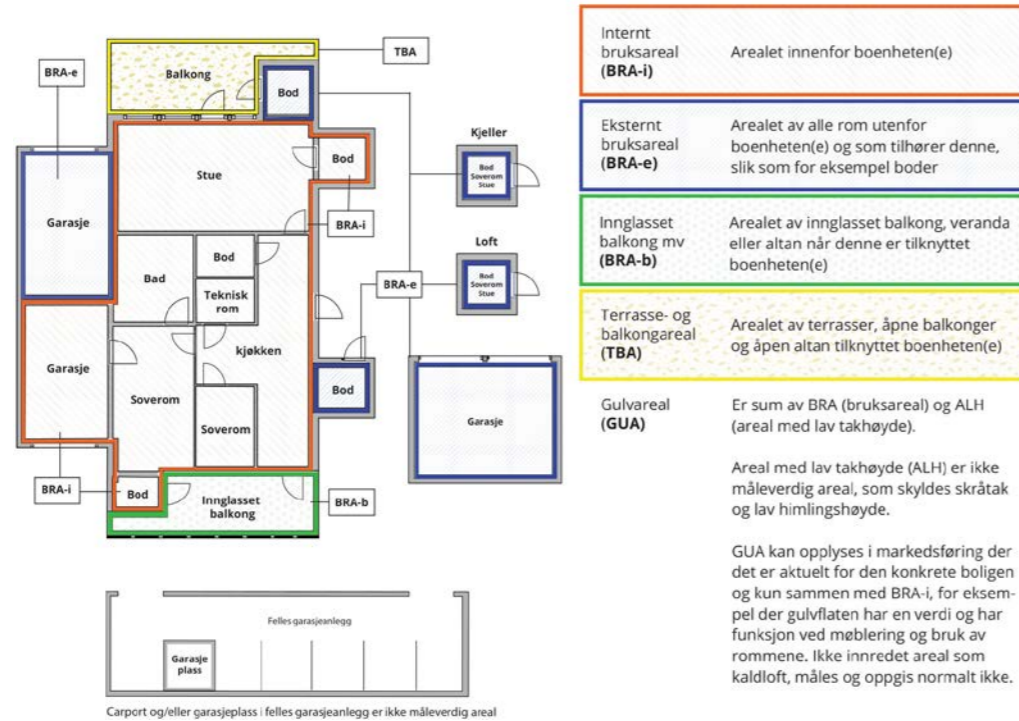 TBA
BRA-e
Balkong
Bod
Kjeller
Bod
Soverom
Stue
Stue
Bod
Garasje
BRA-i
Loft
Bod
Soverom
Stue
Bad
Bod
Teknisk
rom
BRA-e
kjøkken
Garasje
Soverom
Bod
Soverom
Garasje
BRA-i
Bod
Innglasset
balkong
BRA-b
Felles garasjeanlegg
Garasje
plass
Carport og/eller garasjeplass i felles garasjeanlegg er ikke måleverdig areal
Internt
bruksareal
(BRA-i)
Arealet innenfor boenheten(e)
Eksternt
bruksareal
(BRA-e)
Arealet av alle rom utenfor
boenheten(e) og som tilhører denne,
slik som for eksempel boder
Innglasset
balkong mv
(BRA-b)
Arealet av innglasset balkong, veranda
eller altan når denne er tilknyttet
boenheten(e)
Terrasse- og
balkongareal
(TBA)
Arealet av terrasser, åpne balkonger
og åpen altan tilknyttet boenheten(e)
Gulvareal
(GUA)
Er sum av BRA (bruksareal) og ALH
(areal med lav takhøyde).
Areal med lav takhøyde (ALH) er ikke
måleverdig areal, som skyldes skråtak
og lav himlingshøyde.
GUA kan opplyses i markedsføring der
det er aktuelt for den konkrete boligen
og kun sammen med BRA-i, for eksem-
pel der gulvflaten har en verdi og har
funksjon ved møblering og bruk av
rommene. Ikke innredet areal som
kaldloft, måles og oppgis normalt ikke.